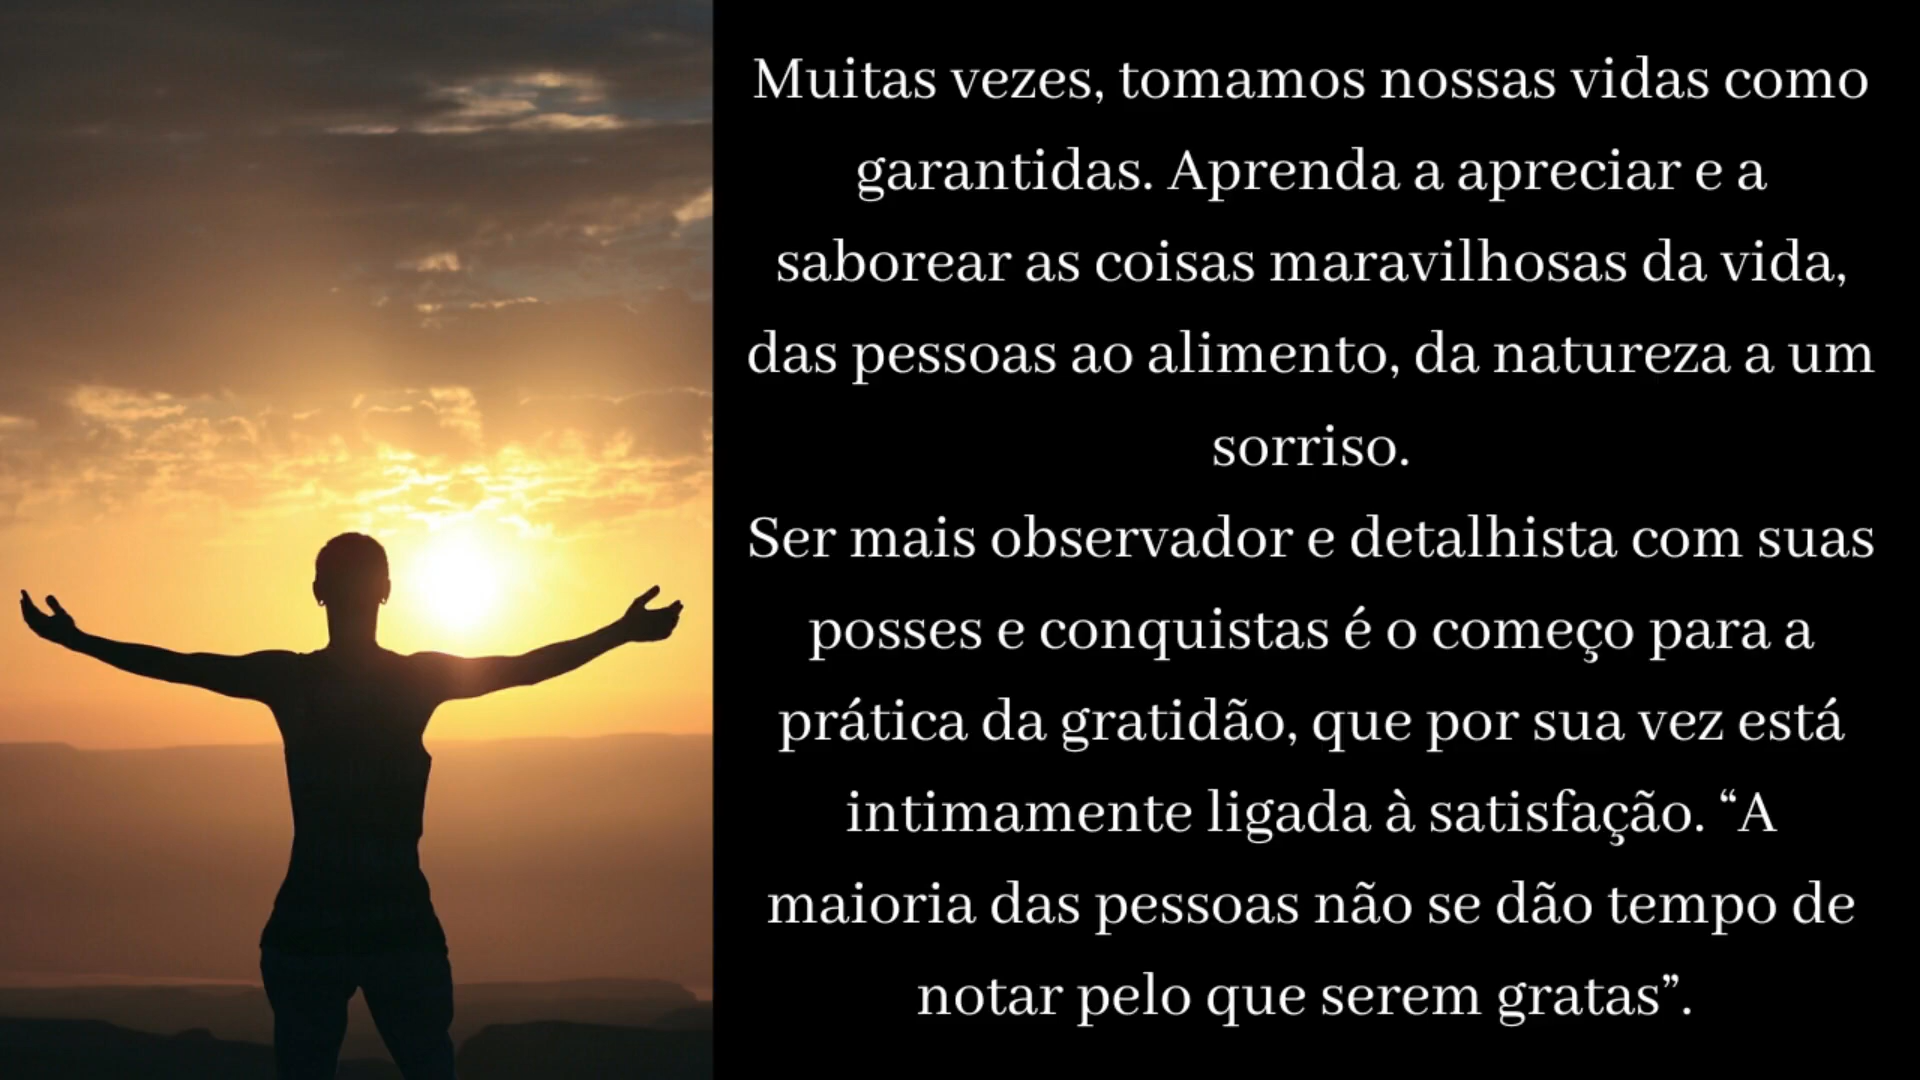 Muitas vezes, tomamos nossas vidas como
garantidas. Aprenda a apreciar e a
saborear as coisas maravilhosas da vida,
das pessoas ao alimento, da natureza a um
sorriso.
Ser mais observador e detalhista com suas
posses e conquistas é o começo para a
prática da gratidão, que por sua vez está
intimamente ligada à satisfação. “A
maioria das pessoas não se dão tempo de
notar pelo que serem gratas”.